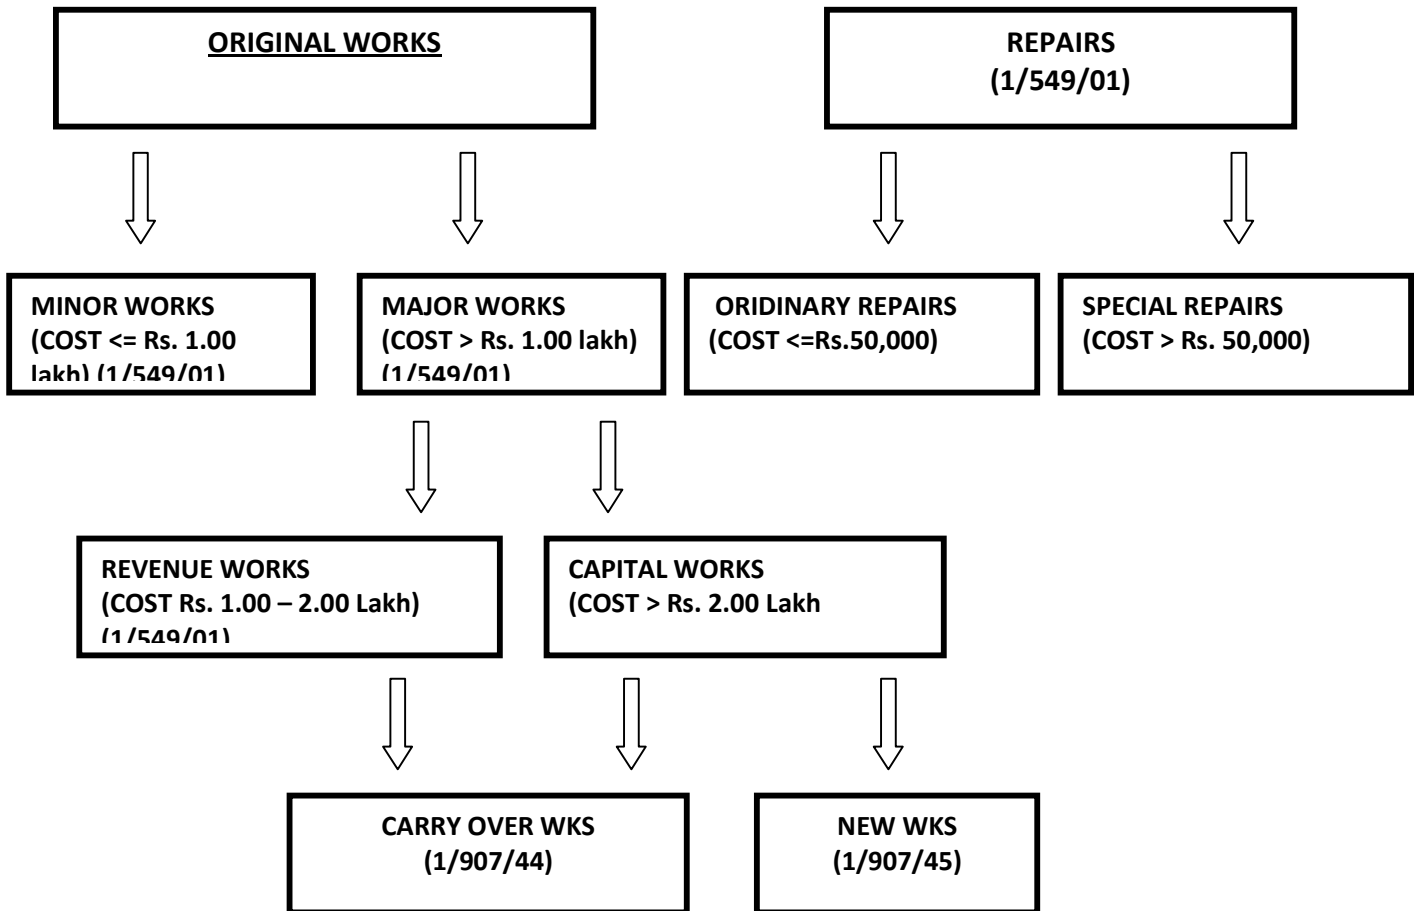 ORIGINAL WORKS
REPAIRS
(1/549/01)
MINOR WORKS
(COST <= Rs. 1.00
lakh) (1/549/01)
MAJOR WORKS
(COST > Rs. 1.00 lakh)
(1/549/01)
ORIDINARY REPAIRS
(COST <=Rs.50,000)
SPECIAL REPAIRS
(COST > Rs. 50,000)
REVENUE WORKS
(COST Rs. 1.00 – 2.00 Lakh)
(1/549/01)
CAPITAL WORKS
(COST > Rs. 2.00 Lakh
CARRY OVER WKS
(1/907/44)
NEW WKS
(1/907/45)